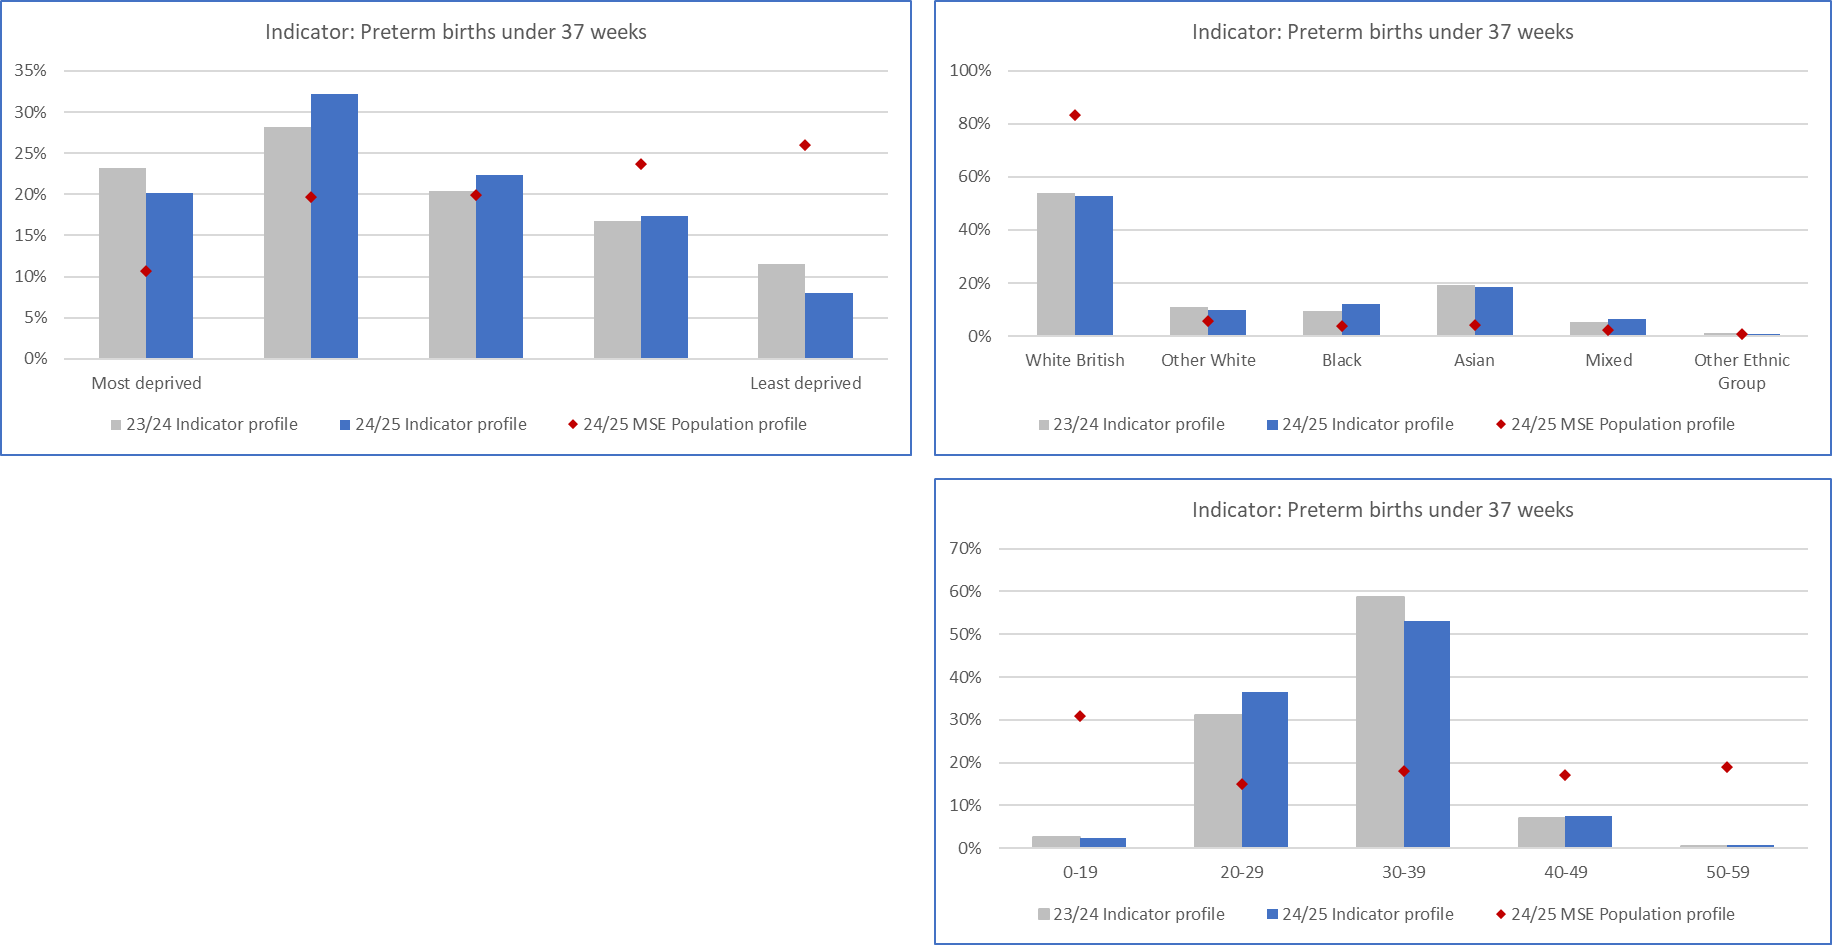 Indicator: Preterm births under 37 weeks
35%
30%
25%
20%
15%
10%
5%
0%
Most deprived
Least deprived
23/24 Indicator profile
24/25 Indicator profile
24/25 MSE Population profile
Indicator: Preterm births under 37 weeks
100%
80%
60%
40%
20%
0%
White British
Other White
Black
Asian
Mixed
Other Ethnic
Group
23/24 Indicator profile
24/25 Indicator profile
24/25 MSE Population profile
Indicator: Preterm births under 37 weeks
70%
60%
50%
40%
30%
20%
10%
0%
0-19
20-29
30-39
40-49
50-59
23/24 Indicator profile
24/25 Indicator profile
24/25 MSE Population profile